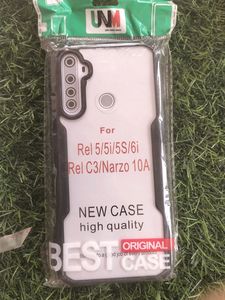 UNM
For
Rel 5/5i/5S/6i
Rel C3/Narzo 10A
NEW CASE
high quality
BEST
ORIGINAL
CASE